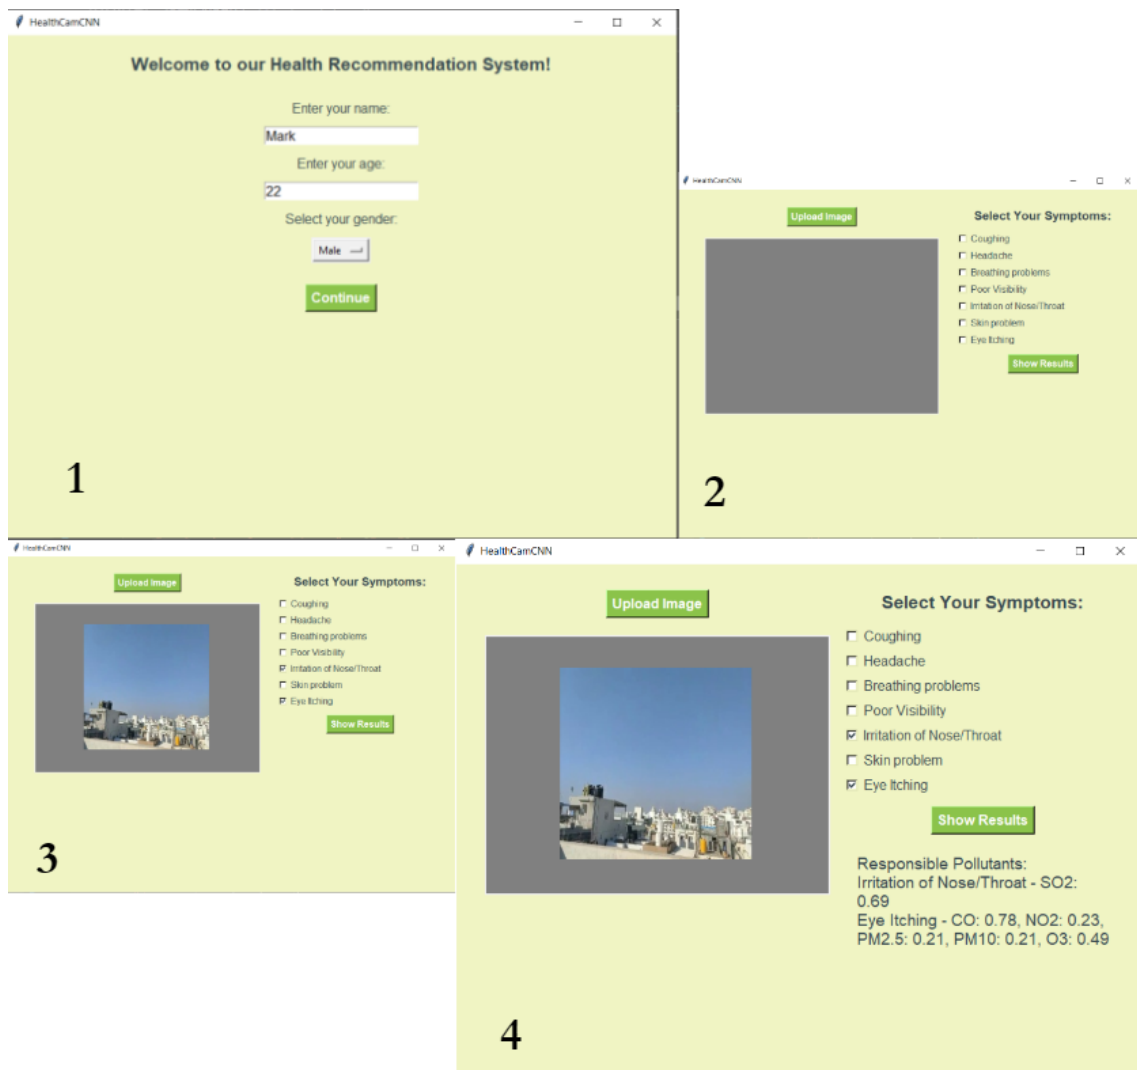 HealthCamCNN
Welcome to our Health Recommendation System!
Enter your name:
Mark
Enter your age:
22
Select your gender:
Male
Continue
1
HealthCamCNN
Upload Image
Select Your Symptoms:
Coughing
Headache
Breathing problems
Poor Visibility
Irritation of Nose/Throat
Skin problem
Eye Itching
Show Results
2
HealthCamCNN
Upload Image
Select Your Symptoms:
Coughing
Headache
Breathing problems
Poor Visibility
Irritation of Nose/Throat
Skin problem
Eye Itching
Show Results
3
HealthCamCNN
Upload Image
Select Your Symptoms:
Coughing
Headache
Breathing problems
Poor Visibility
Irritation of Nose/Throat
Skin problem
Eye Itching
Show Results
Responsible Pollutants:
Irritation of Nose/Throat - SO2:
0.69
Eye Itching - CO: 0.78, NO2: 0.23,
PM2.5: 0.21, PM10: 0.21, O3: 0.49
4